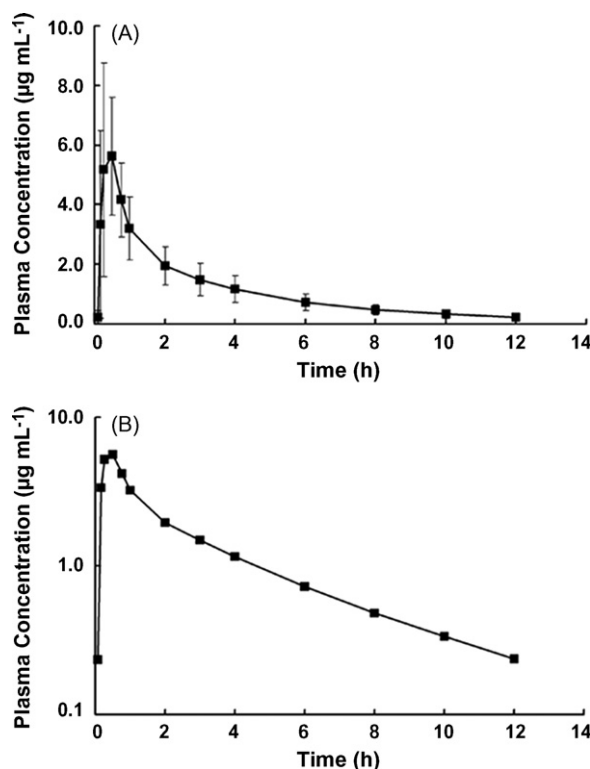 (A)
Plasma Concentration (µg mL⁻¹)
10.0
8.0
6.0
4.0
2.0
0.0
0 2 4 6 8 10 12 14
Time (h)
(B)
Plasma Concentration (µg mL⁻¹)
10.0
1.0
0.1
0 2 4 6 8 10 12 14
Time (h)